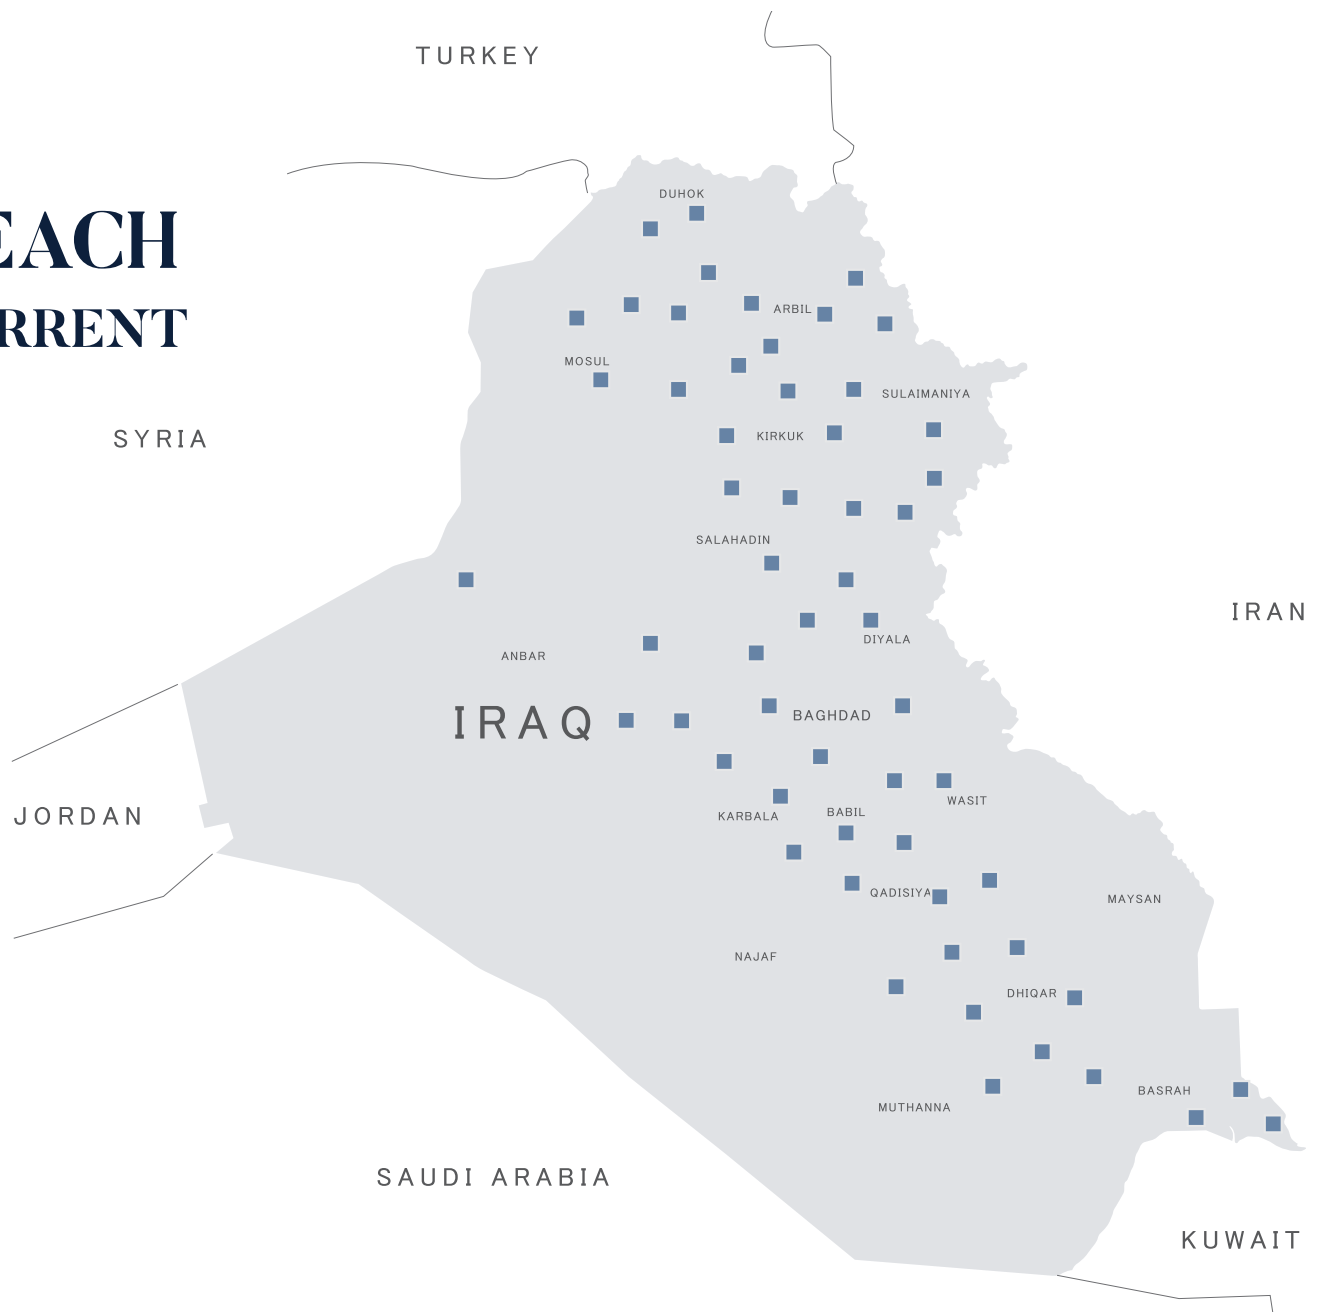 TURKEY
DUHOK
EACH
ARBIL
RRENT
MOSUL
SULAIMANIYA
SYRIA
KIRKUK
SALAHADIN
IRAN
DIYALA
ANBAR
IRAQ
BAGHDAD
WASIT
JORDAN
KARBALA
BABIL
QADISIYA
MAYSAN
NAJAF
DHIQAR
BASRAH
MUTHANNA
SAUDI ARABIA
KUWAIT